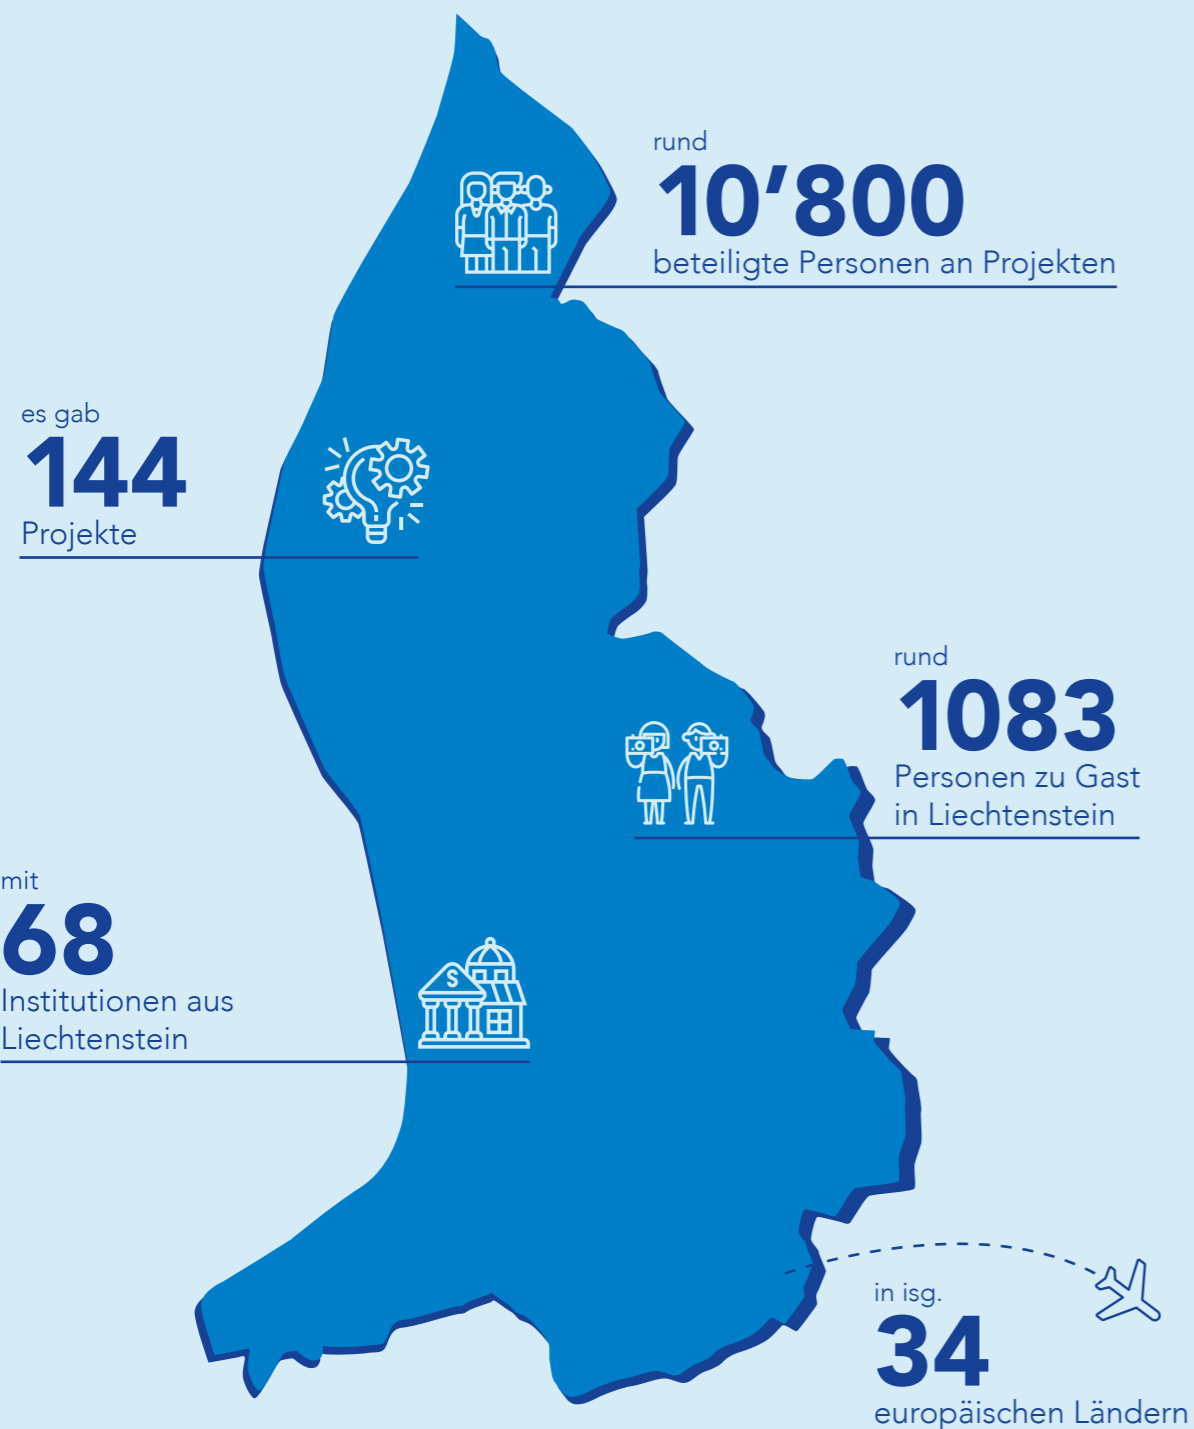 rund
10’800
beteiligte Personen an Projekten
es gab
144
Projekte
rund
1083
Personen zu Gast
in Liechtenstein
mit
68
Institutionen aus
Liechtenstein
S
in isg.
34
europäischen Ländern